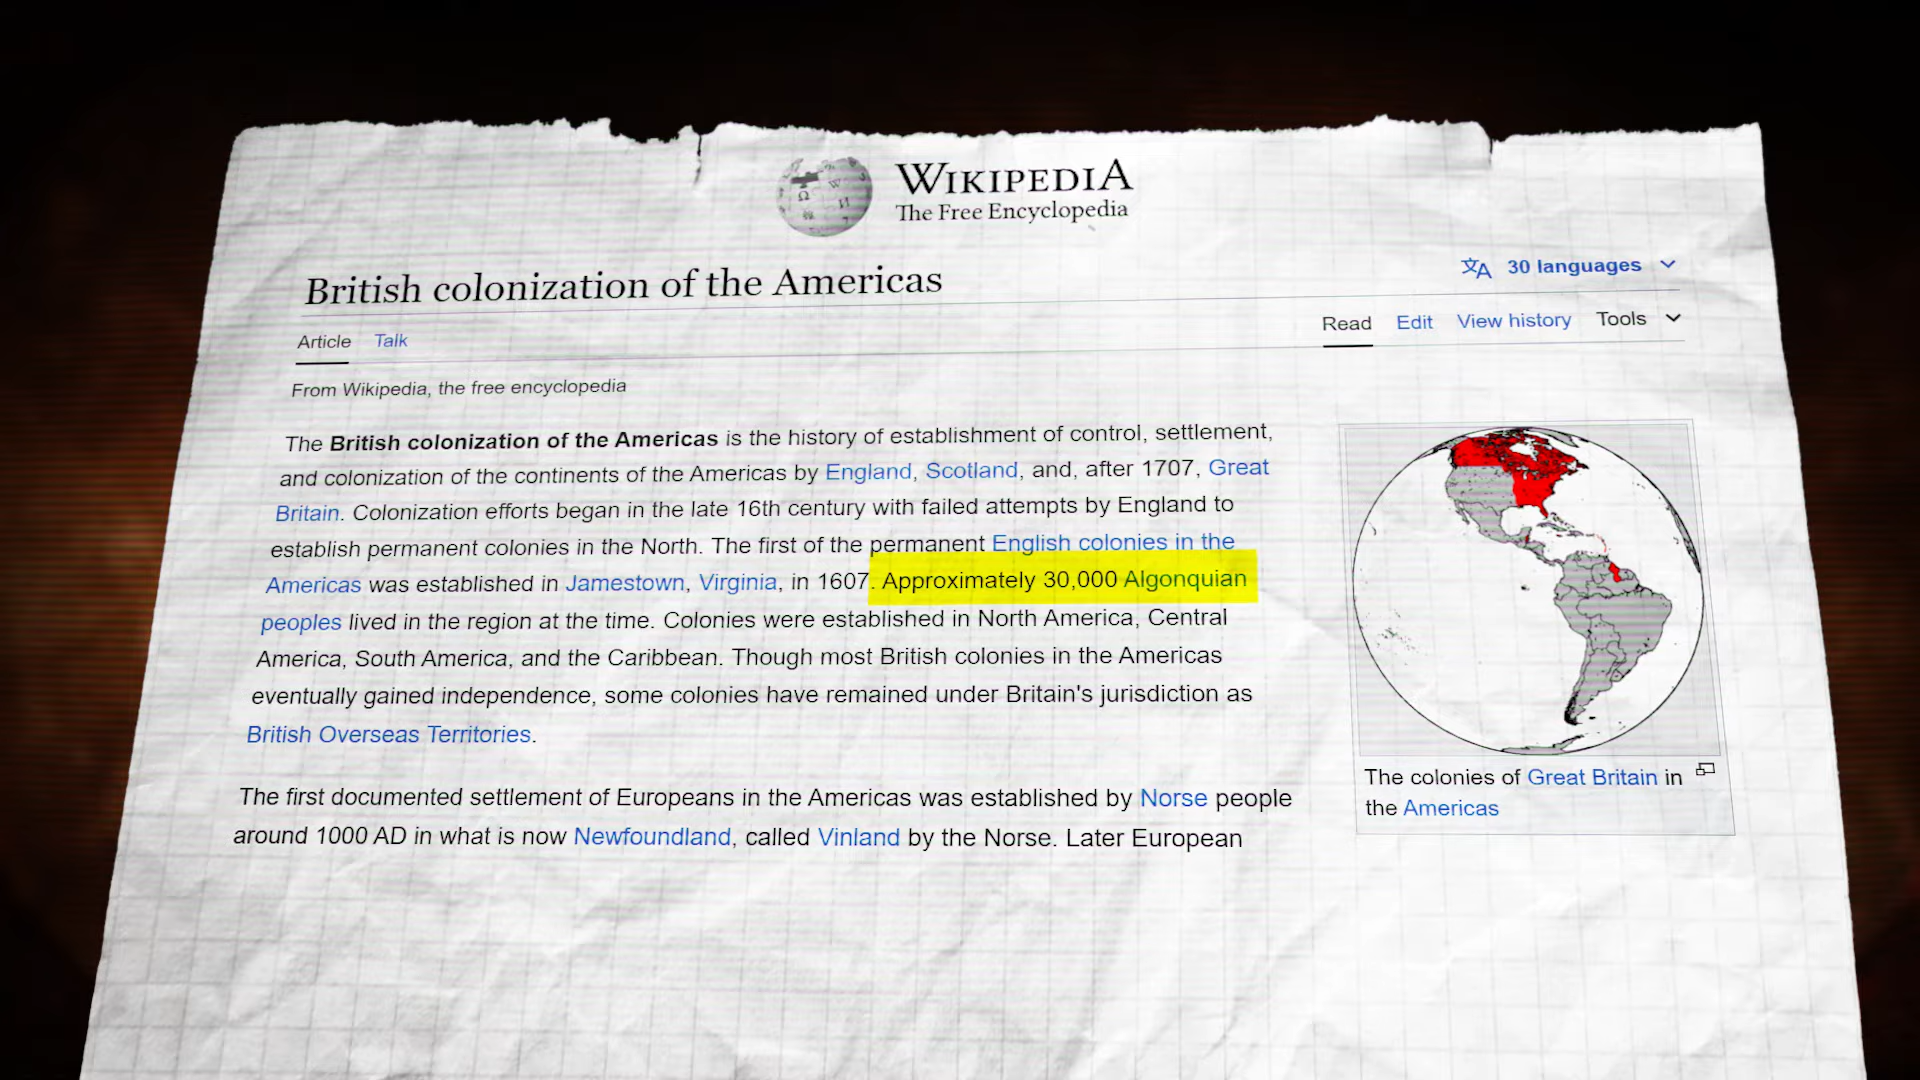 WIKIPEDIA
The Free Encyclopedia
British colonization of the Americas
30 languages
Article Talk
Read Edit View history Tools
From Wikipedia, the free encyclopedia
The British colonization of the Americas is the history of establishment of control, settlement,
and colonization of the continents of the Americas by England, Scotland, and, after 1707, Great
Britain. Colonization efforts began in the late 16th century with failed attempts by England to
establish permanent colonies in the North. The first of the permanent English colonies in the
Americas was established in Jamestown, Virginia, in 1607. Approximately 30,000 Algonquian
peoples lived in the region at the time. Colonies were established in North America, Central
America, South America, and the Caribbean. Though most British colonies in the Americas
eventually gained independence, some colonies have remained under Britain's jurisdiction as
British Overseas Territories.
The first documented settlement of Europeans in the Americas was established by Norse people
around 1000 AD in what is now Newfoundland, called Vinland by the Norse. Later European
The colonies of Great Britain in
the Americas